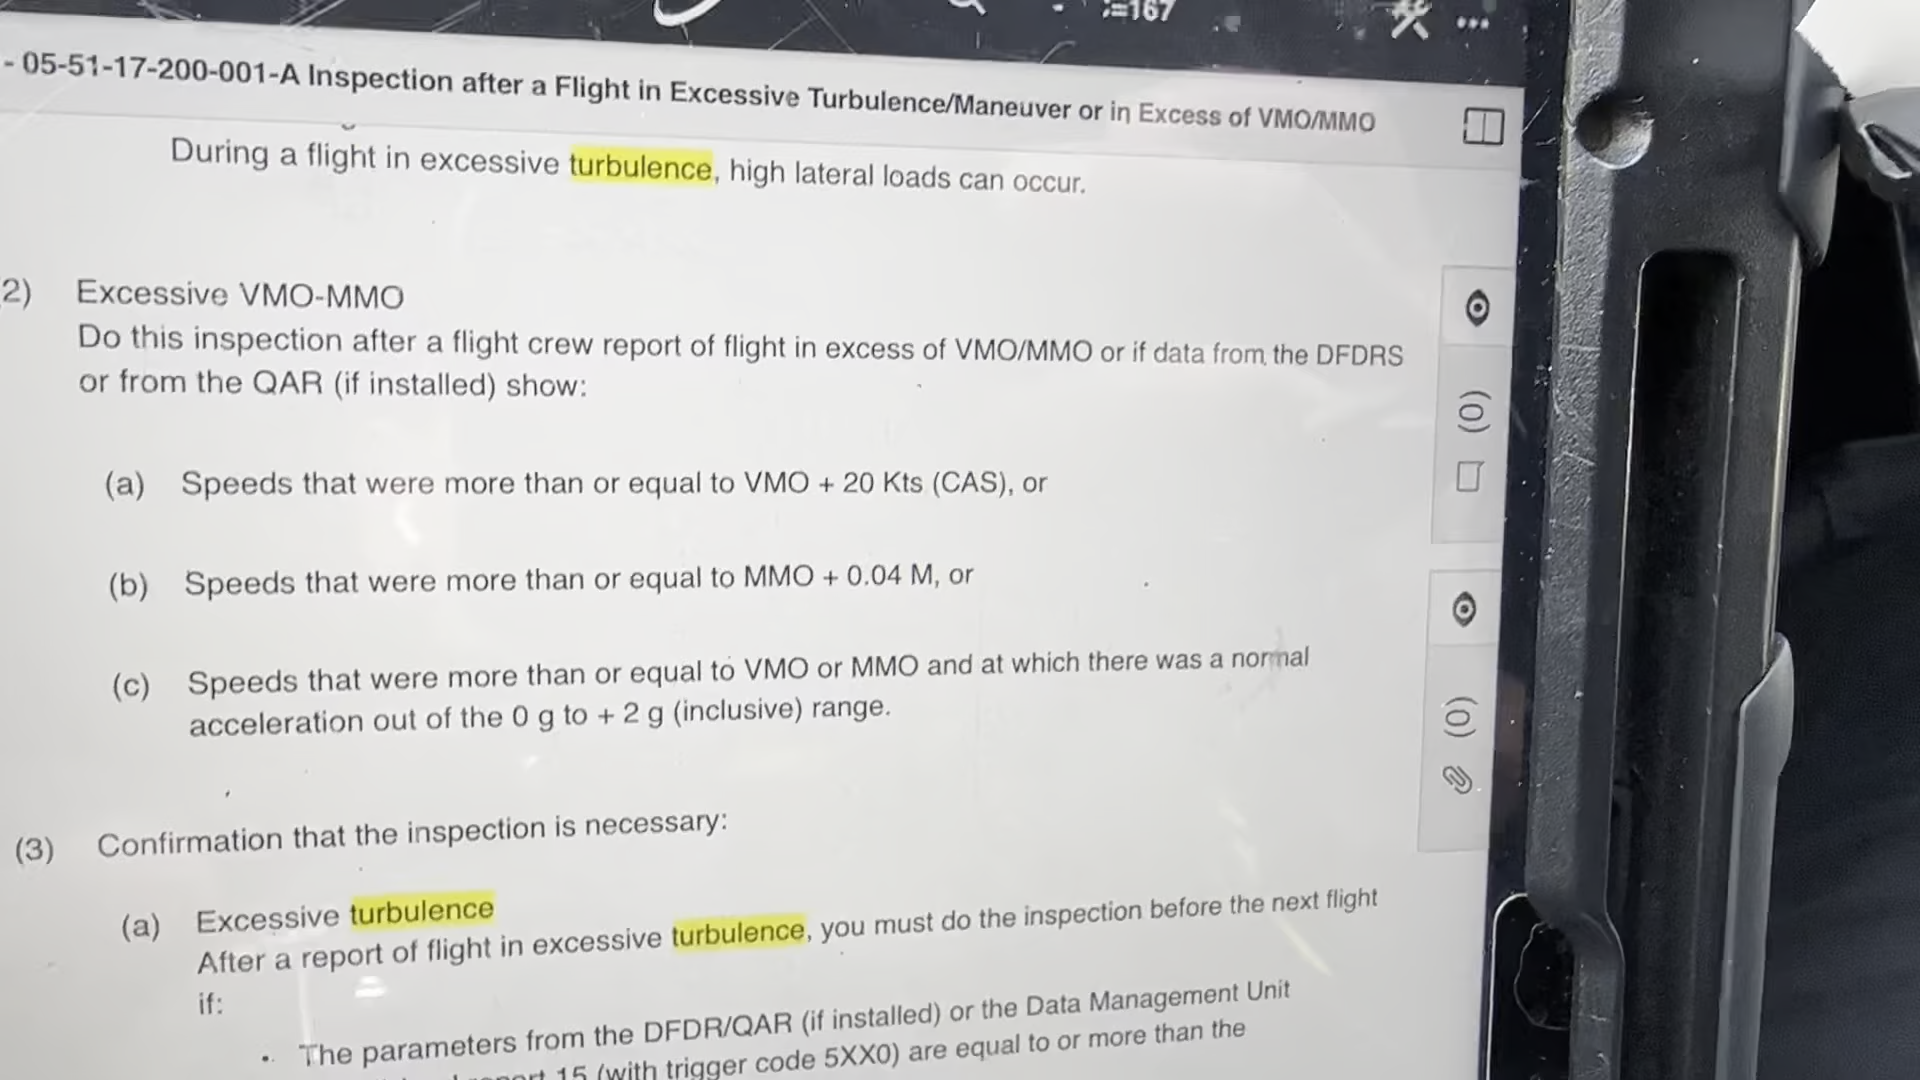 :=167
- 05-51-17-200-001-A Inspection after a Flight in Excessive Turbulence/Maneuver or in Excess of VMO/MMO
During a flight in excessive turbulence, high lateral loads can occur.
2) Excessive VMO-MMO
Do this inspection after a flight crew report of flight in excess of VMO/MMO or if data from the DFDRS
or from the QAR (if installed) show:
(a) Speeds that were more than or equal to VMO + 20 Kts (CAS), or
(b) Speeds that were more than or equal to MMO + 0.04 M, or
(c) Speeds that were more than or equal to VMO or MMO and at which there was a normal
acceleration out of the 0 g to + 2 g (inclusive) range.
(3) Confirmation that the inspection is necessary:
(a) Excessive turbulence
After a report of flight in excessive turbulence, you must do the inspection before the next flight
if:
• The parameters from the DFDR/QAR (if installed) or the Data Management Unit
15 (with trigger code 5XX0) are equal to or more than the
(0)
(0)